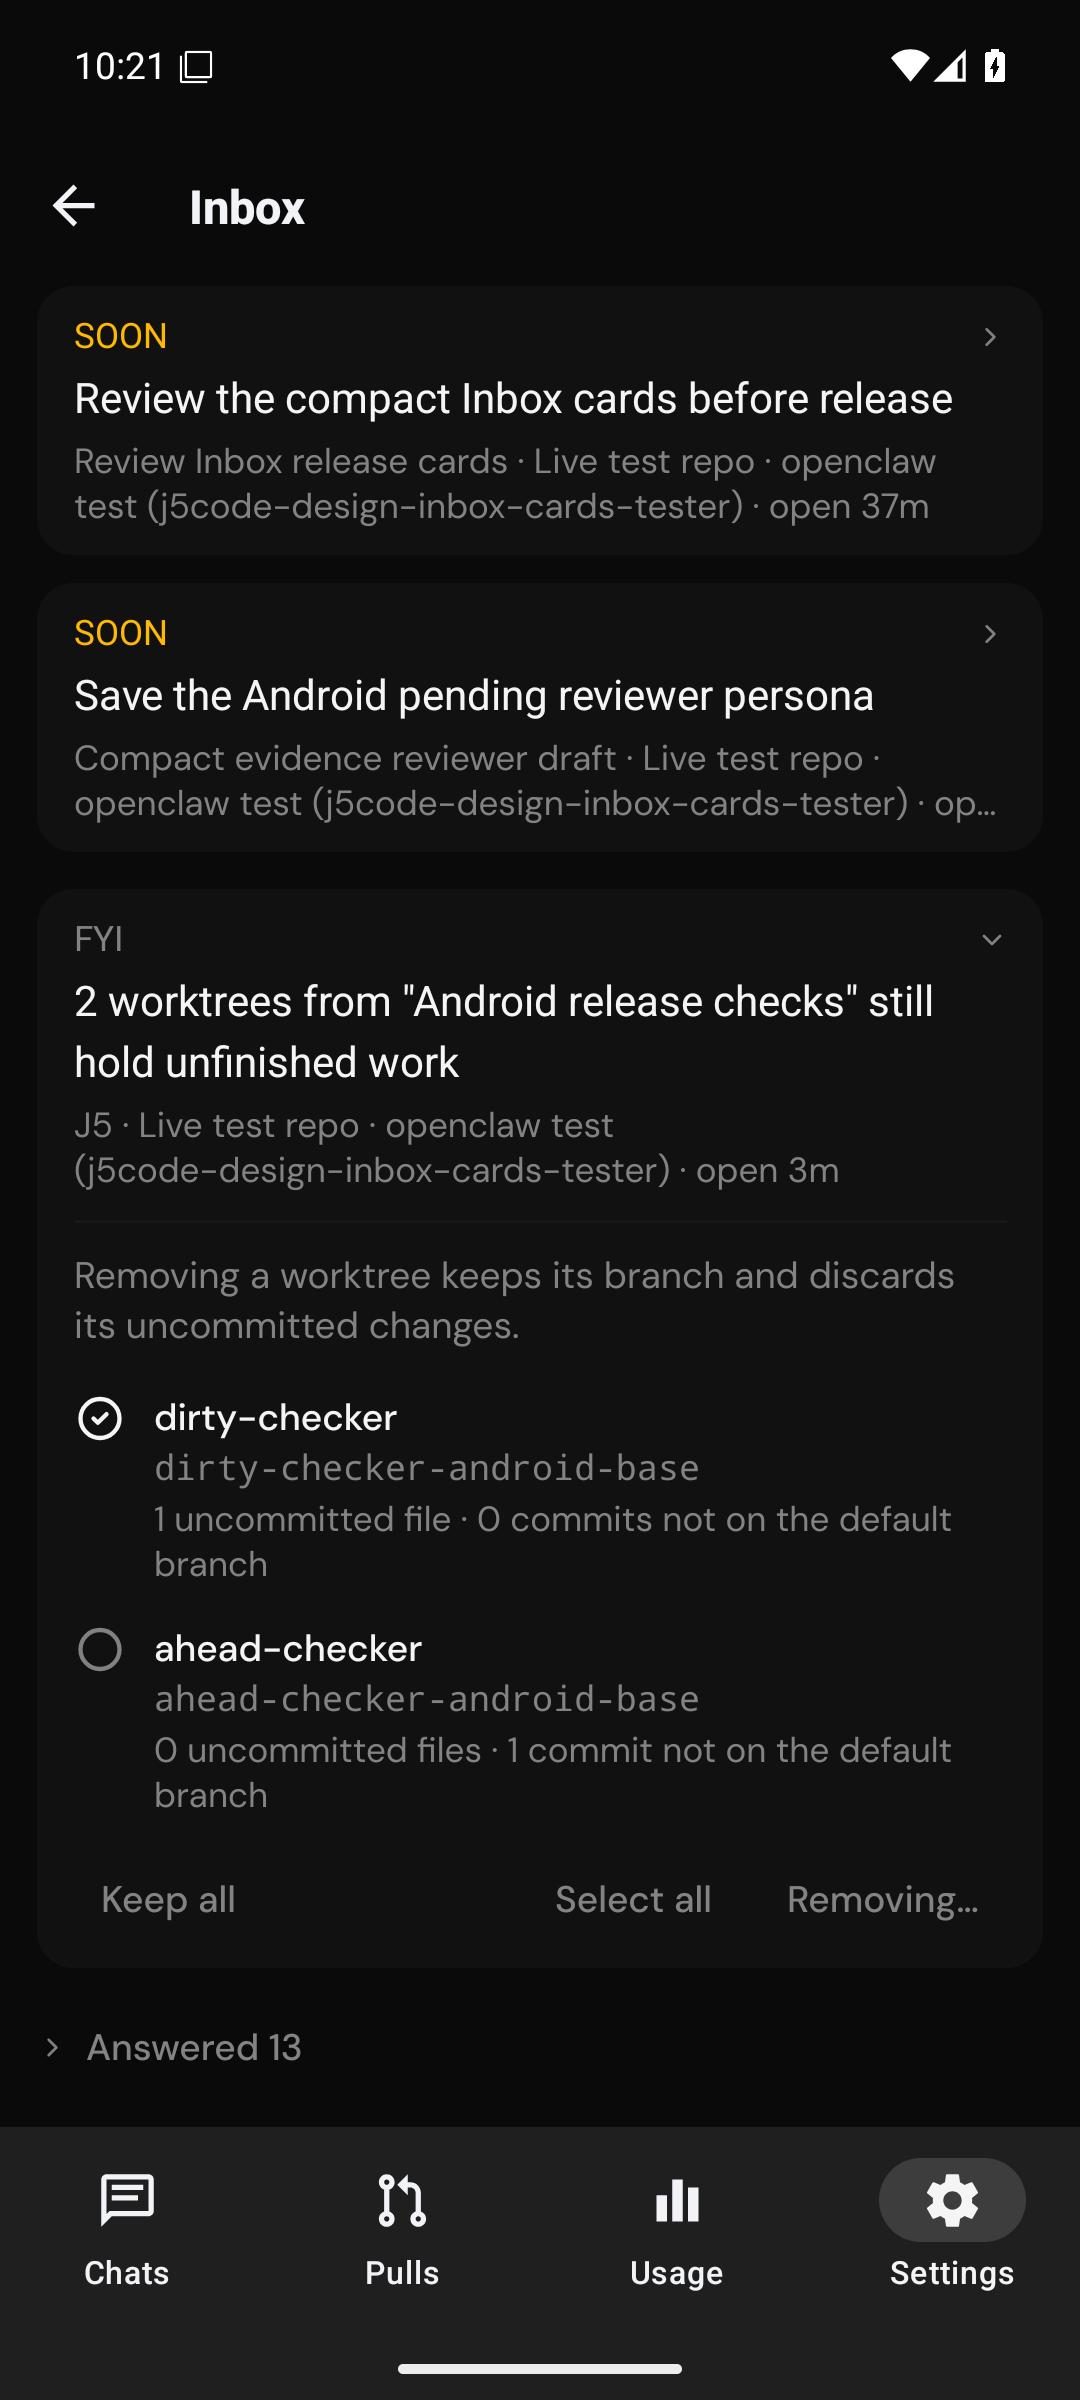 10:21
Inbox
SOON
Review the compact Inbox cards before release
Review Inbox release cards · Live test repo · openclaw
test (j5code-design-inbox-cards-tester) · open 37m
SOON
Save the Android pending reviewer persona
Compact evidence reviewer draft · Live test repo ·
openclaw test (j5code-design-inbox-cards-tester) · op...
FYI
2 worktrees from "Android release checks" still
hold unfinished work
J5 · Live test repo · openclaw test
(j5code-design-inbox-cards-tester) · open 3m
Removing a worktree keeps its branch and discards
its uncommitted changes.
dirty-checker
dirty-checker-android-base
1 uncommitted file · 0 commits not on the default
branch
ahead-checker
ahead-checker-android-base
0 uncommitted files · 1 commit not on the default
branch
Keep all
Select all
Removing...
Answered 13
Chats
Pulls
Usage
Settings